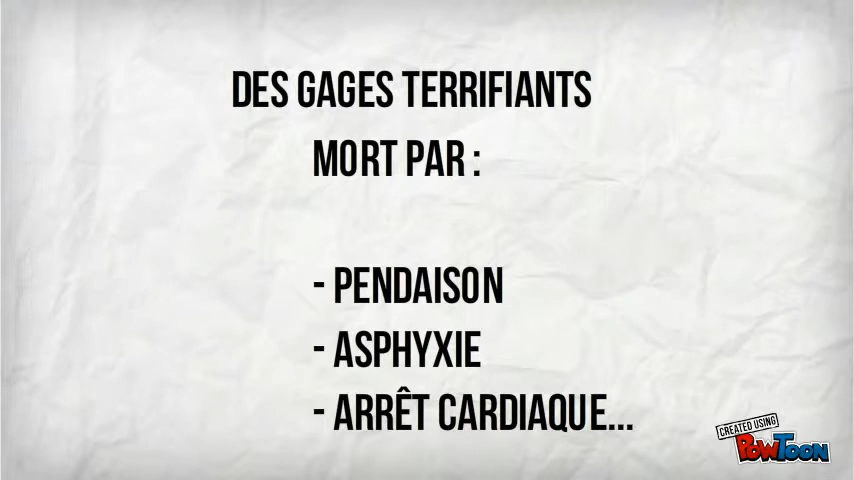 DES GAGES TERRIFIANTS
MORT PAR :
- PENDAISON
- ASPHYXIE
- ARRÊT CARDIAQUE...
CREATED USING
POWTOON